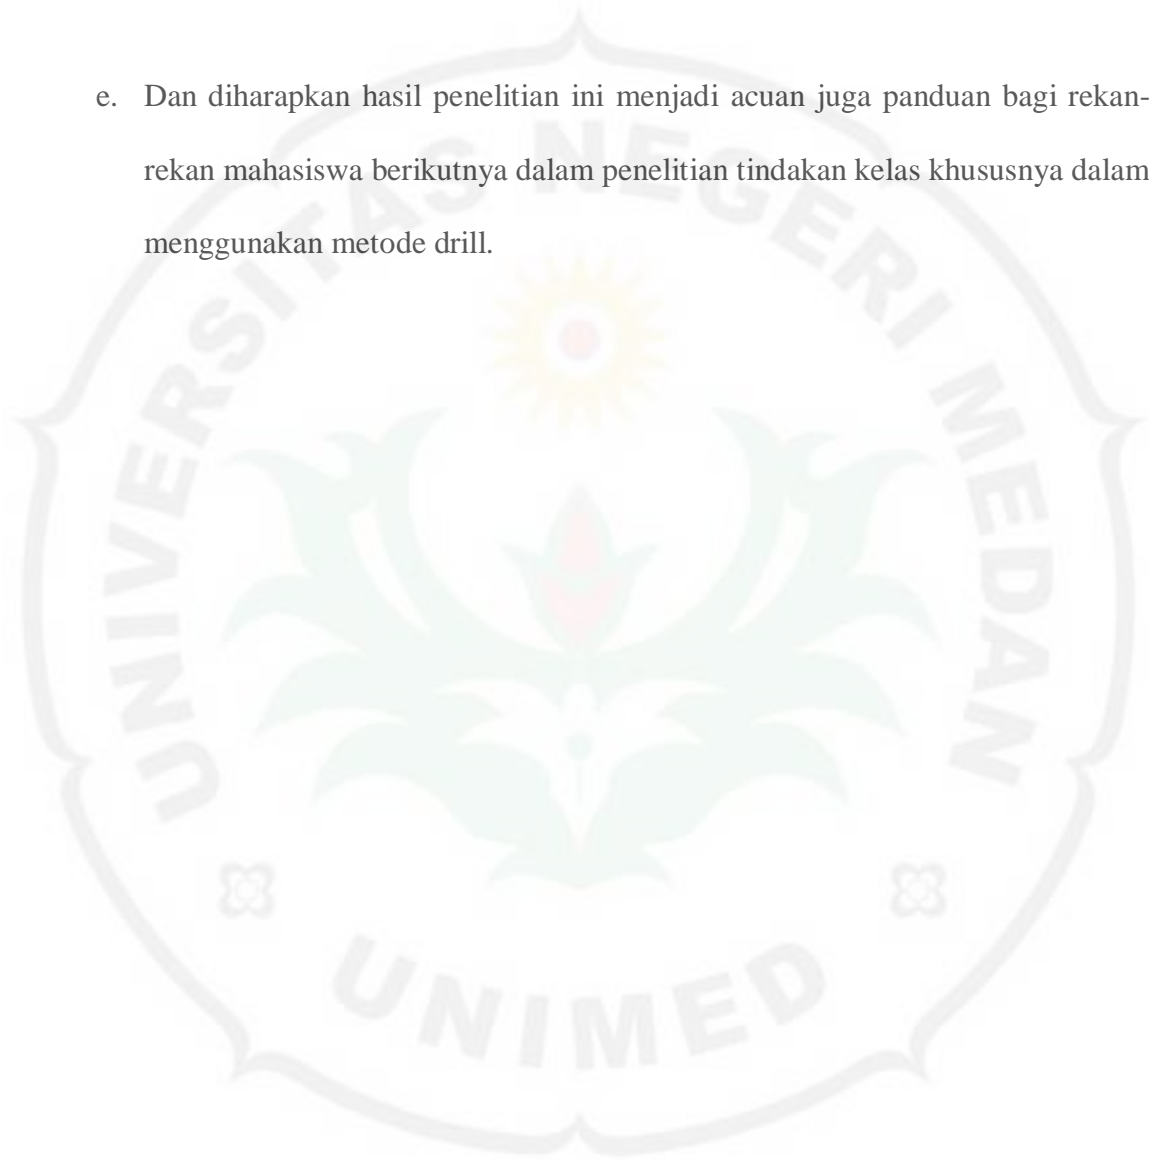 e. Dan diharapkan hasil penelitian ini menjadi acuan juga panduan bagi rekan-
rekan mahasiswa berikutnya dalam penelitian tindakan kelas khususnya dalam
menggunakan metode drill.
UNIVERSITAS NEGERI MEDAN
UNIMED